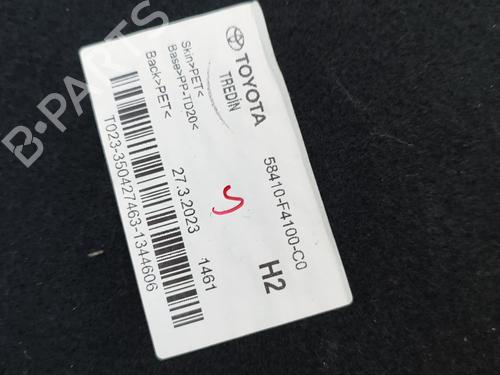 TOYOTA
TREDİN
58410-F4100-C0
H2
Skin>PET<
Base>PP-TD20<
Back>PET<
27.3.2023
1461
T023-350427463-1344606
B-PARTS